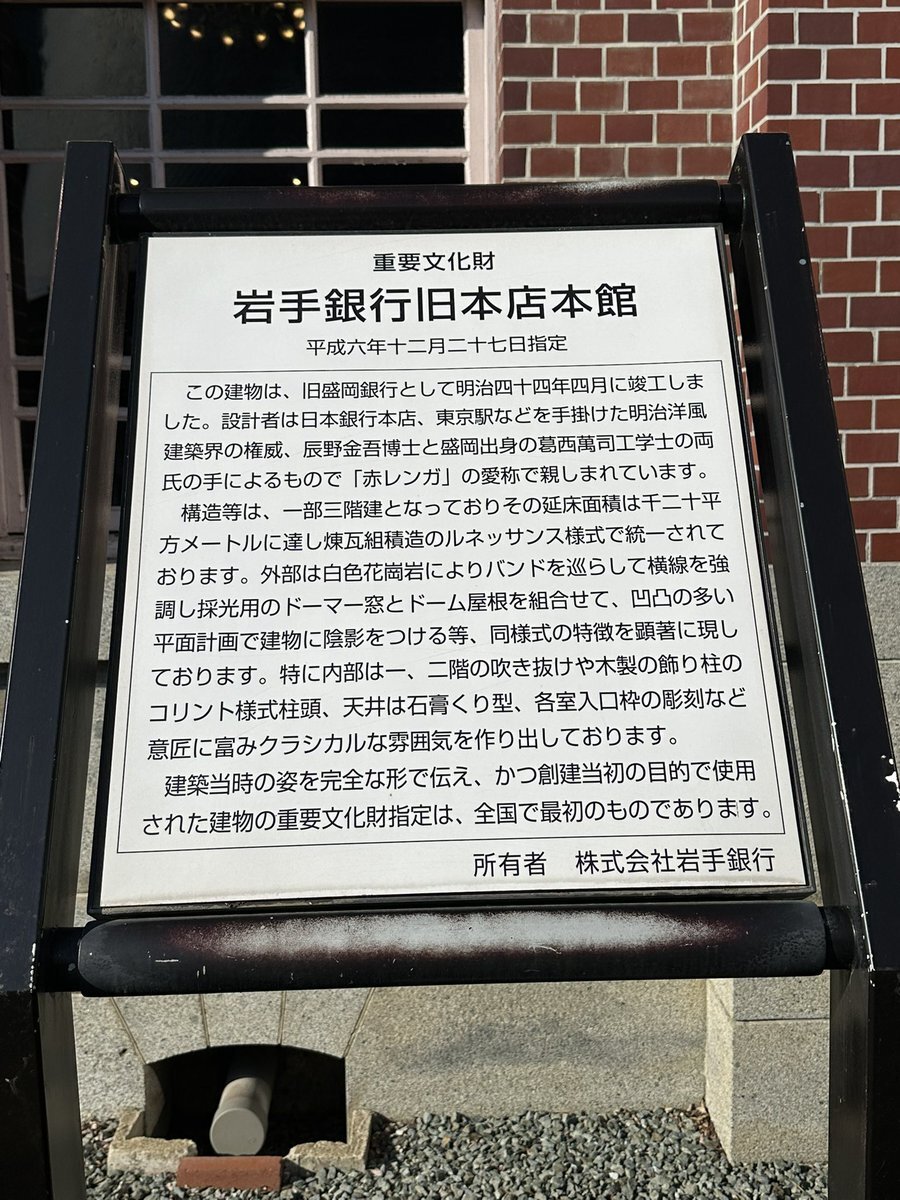 重要文化財
岩手銀行旧本店本館
平成六年十二月二十七日指定
この建物は、旧盛岡銀行として明治四十四年四月に竣工しま
した。設計者は日本銀行本店、東京駅などを手掛けた明治洋風
建築界の権威、辰野金吾博士と盛岡出身の葛西萬司工学士の両
氏の手によるもので「赤レンガ」の愛称で親しまれています。
構造等は、一部三階建となっておりその延床面積は千二十平
方メートルに達し煉瓦組積造のルネッサンス様式で統一されて
おります。外部は白色花崗岩によりバンドを巡らして横線を強
調し採光用のドーマー窓とドーム屋根を組合せて、凹凸の多い
平面計画で建物に陰影をつける等、同様式の特徴を顕著に現し
ております。特に内部は一、二階の吹き抜けや木製の飾り柱の
コリント様式柱頭、天井は石膏くり型、各室入口枠の彫刻など
意匠に富みクラシカルな雰囲気を作り出しております。
建築当時の姿を完全な形で伝え、かつ創建当初の目的で使用
された建物の重要文化財指定は、全国で最初のものであります。
所有者　株式会社岩手銀行